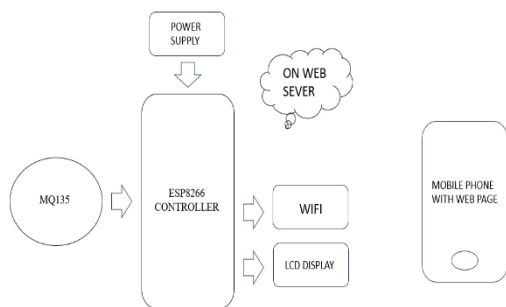 POWER
SUPPLY
ON WEB
SEVER
MQ135
ESP8266
CONTROLLER
WIFI
LCD DISPLAY
MOBILE PHONE
WITH WEB PAGE